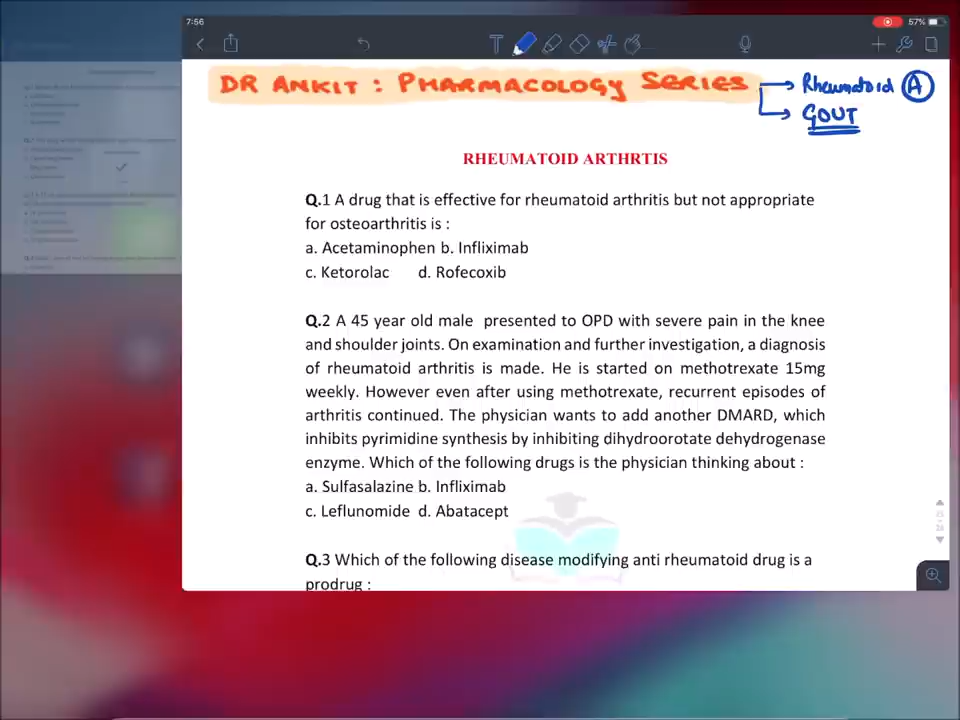 7:56
57%
DR ANKIT : PHARMACOLOGY SERIES
Rheumatoid A
GOUT
RHEUMATOID ARTHRTIS
Q.1 A drug that is effective for rheumatoid arthritis but not appropriate
for osteoarthritis is :
a. Acetaminophen b. Infliximab
c. Ketorolac d. Rofecoxib
Q.2 A 45 year old male presented to OPD with severe pain in the knee
and shoulder joints. On examination and further investigation, a diagnosis
of rheumatoid arthritis is made. He is started on methotrexate 15mg
weekly. However even after using methotrexate, recurrent episodes of
arthritis continued. The physician wants to add another DMARD, which
inhibits pyrimidine synthesis by inhibiting dihydroorotate dehydrogenase
enzyme. Which of the following drugs is the physician thinking about :
a. Sulfasalazine b. Infliximab
c. Leflunomide d. Abatacept
Q.3 Which of the following disease modifying anti rheumatoid drug is a
prodrug :